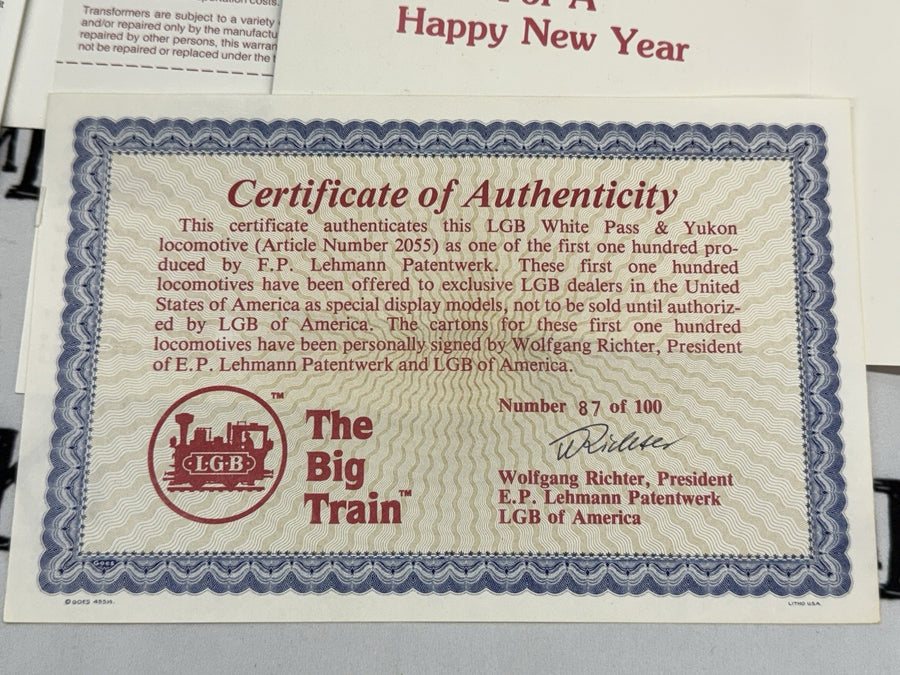 Transformers are subject to a variety
and/or repaired only by the manufactu
repaired by other persons, this warran
not be repaired or replaced under the
For A
Happy New Year
Certificate of Authenticity
This certificate authenticates this LGB White Pass & Yukon
locomotive (Article Number 2055) as one of the first one hundred pro-
duced by E.P. Lehmann Patentwerk. These first one hundred
locomotives have been offered to exclusive LGB dealers in the United
States of America as special display models, not to be sold until authoriz-
ed by LGB of America. The cartons for these first one hundred
locomotives have been personally signed by Wolfgang Richter, President
of E.P. Lehmann Patentwerk and LGB of America.
TM
L·G·B
The
Big
Train™
Number 87 of 100
W Richter
Wolfgang Richter, President
E.P. Lehmann Patentwerk
LGB of America
GOES
LITHO U.S.A.